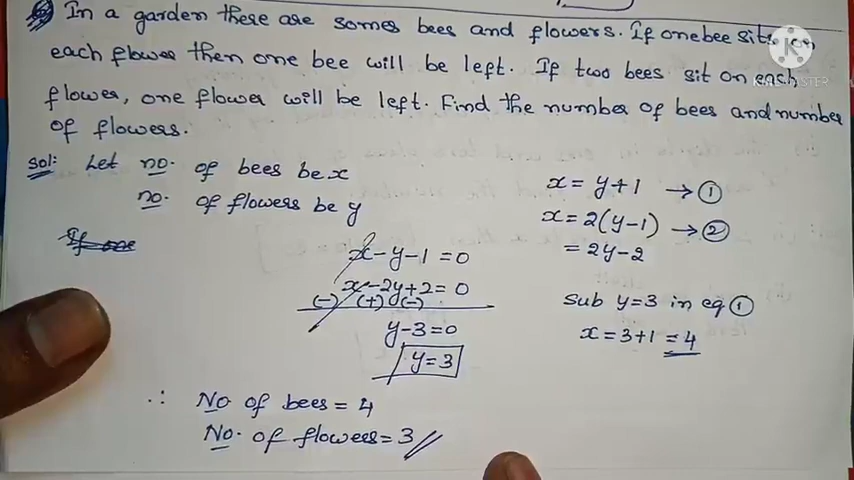 In a garden there are somes bees and flowers. If one bee sits on
each flower then one bee will be left. If two bees sit on each
flower, one flower will be left. Find the number of bees and number
of flowers.
Sol: Let no. of bees be x
no. of flowers be y
If one
x = y+1 → ①
x = 2(y-1) → ②
= 2y-2
x-y-1=0
x-2y+2=0
(-) (+) (-)
y-3=0
y=3
Sub y=3 in eq ①
x=3+1=4
∴ No of bees = 4
No. of flowers = 3//